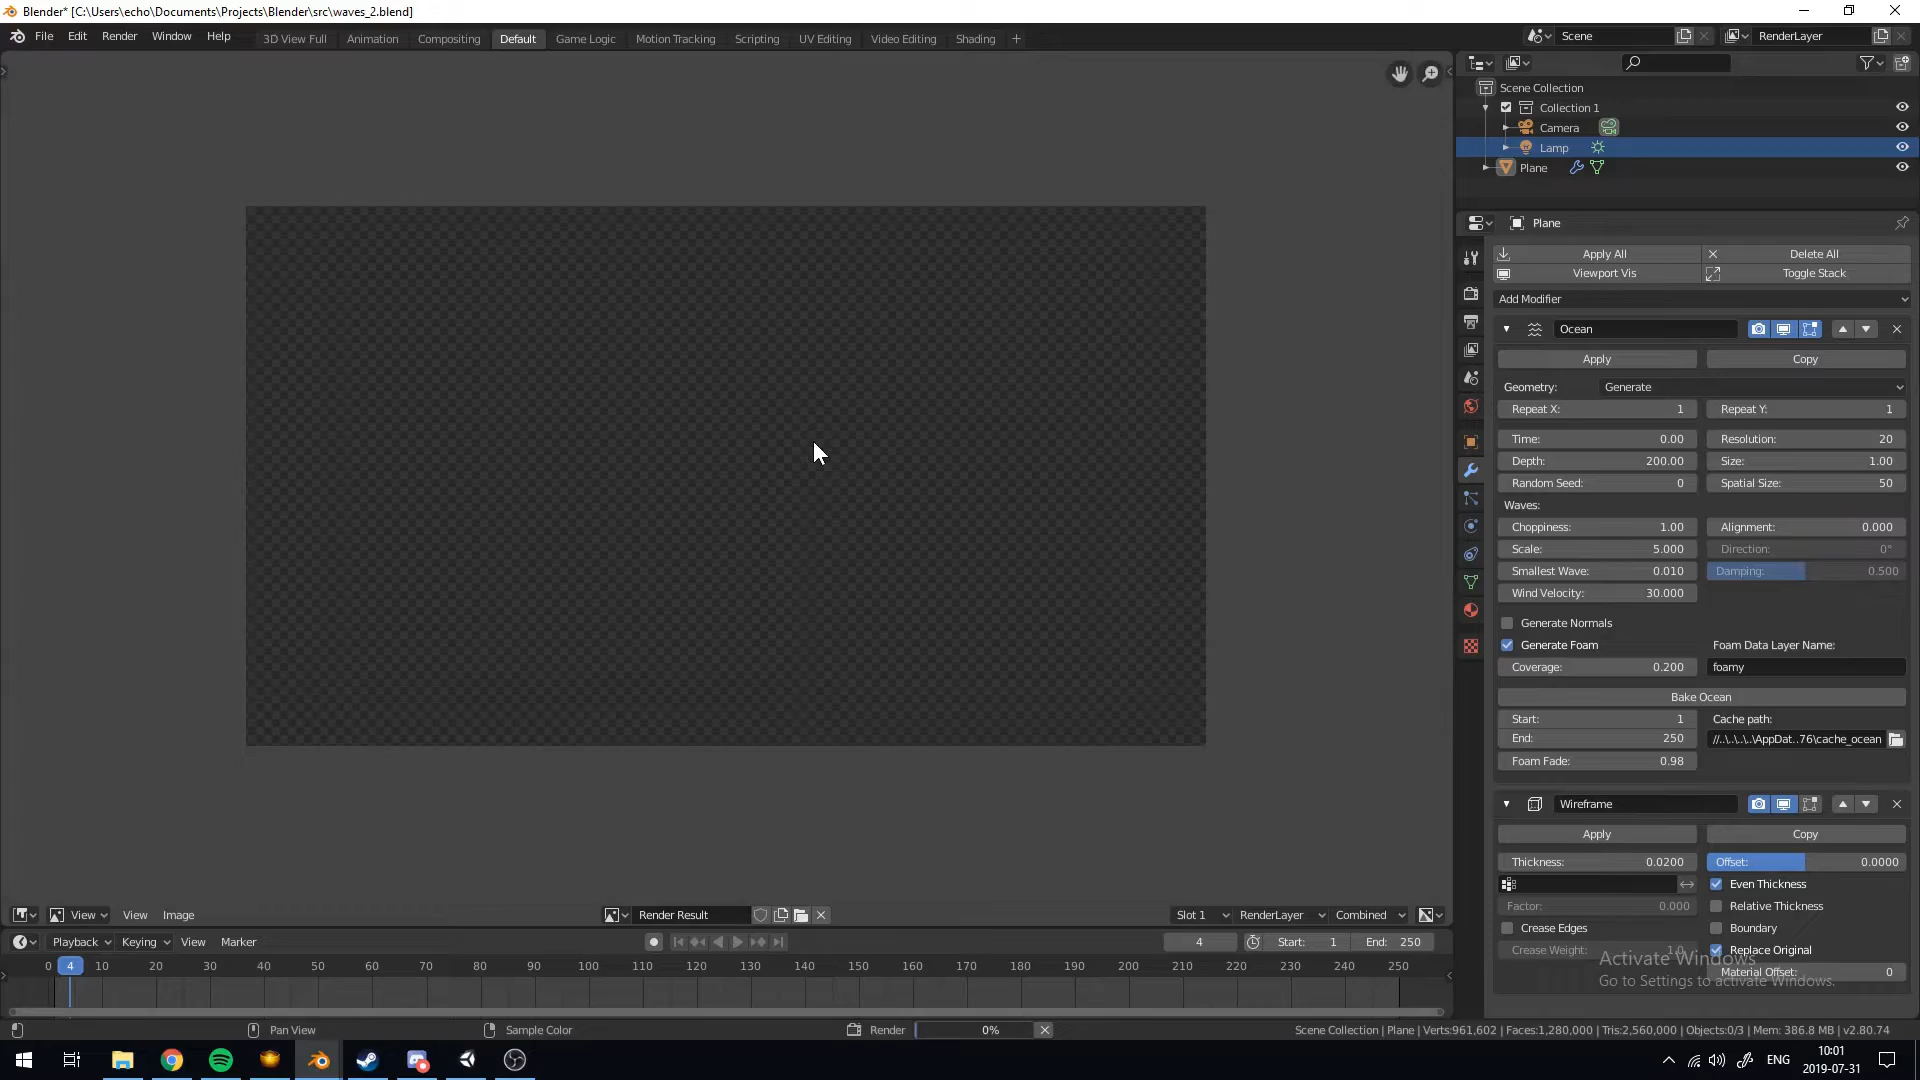 Blender* [C:\Users\echo\Documents\Projects\Blender\src\waves_2.blend]
File Edit Render Window Help 3D View Full Animation Compositing Default Game Logic Motion Tracking Scripting UV Editing Video Editing Shading +
Scene RenderLayer
Scene Collection
Collection 1
Camera
Lamp
Plane
Plane
Apply All Delete All
Viewport Vis Toggle Stack
Add Modifier
Ocean
Apply Copy
Geometry: Generate
Repeat X: 1 Repeat Y: 1
Time: 0.00 Resolution: 20
Depth: 200.00 Size: 1.00
Random Seed: 0 Spatial Size: 50
Waves:
Choppiness: 1.00 Alignment: 0.000
Scale: 5.000 Direction: 0°
Smallest Wave: 0.010 Damping: 0.500
Wind Velocity: 30.000
Generate Normals
Generate Foam Foam Data Layer Name:
Coverage: 0.200 foamy
Bake Ocean
Start: 1 Cache path:
End: 250 //..\..\..\..\AppDat..76\cache_ocean
Foam Fade: 0.98
Wireframe
Apply Copy
Thickness: 0.0200 Offset: 0.0000
Even Thickness
Factor: 0.000 Relative Thickness
Crease Edges Boundary
Crease Weight: 1.0 Replace Original
Material Offset: 0
Activate Windows
Go to Settings to activate Windows.
View View Image Render Result Slot 1 RenderLayer Combined
Playback Keying View Marker 4 Start: 1 End: 250
0 4 10 20 30 40 50 60 70 80 90 100 110 120 130 140 150 160 170 180 190 200 210 220 230 240 250
Pan View Sample Color Render 0% Scene Collection | Plane | Verts:961,602 | Faces:1,280,000 | Tris:2,560,000 | Objects:0/3 | Mem: 386.8 MB | v2.80.74
ENG 10:01
2019-07-31